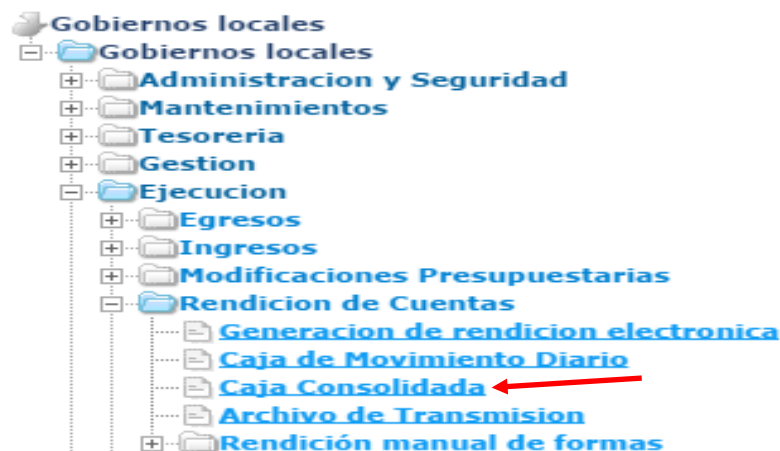 Gobiernos locales
Gobiernos locales
Administracion y Seguridad
Mantenimientos
Tesoreria
Gestion
Ejecucion
Egresos
Ingresos
Modificaciones Presupuestarias
Rendicion de Cuentas
Generacion de rendicion electronica
Caja de Movimiento Diario
Caja Consolidada
Archivo de Transmision
Rendición manual de formas